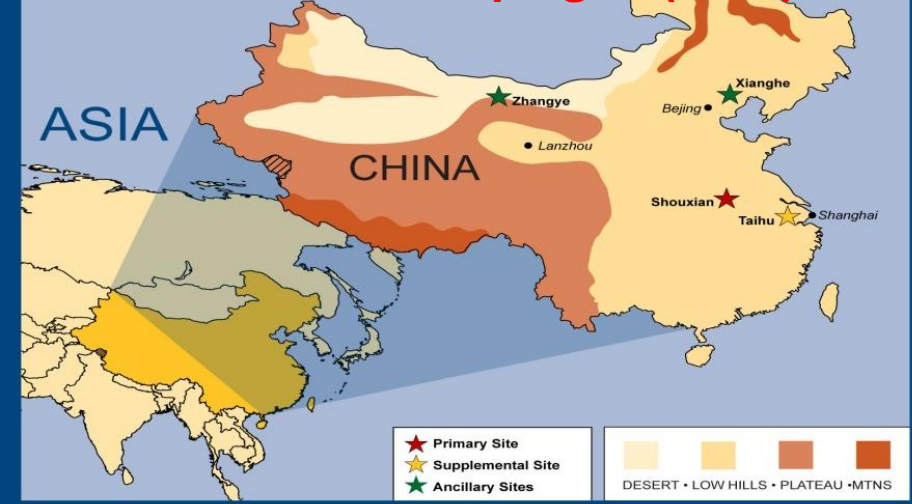 ASIA
CHINA
Zhangye
Lanzhou
Xianghe
Bejing
Shouxian
Taihu
Shanghai
Primary Site
Supplemental Site
Ancillary Sites
DESERT • LOW HILLS • PLATEAU •MTNS